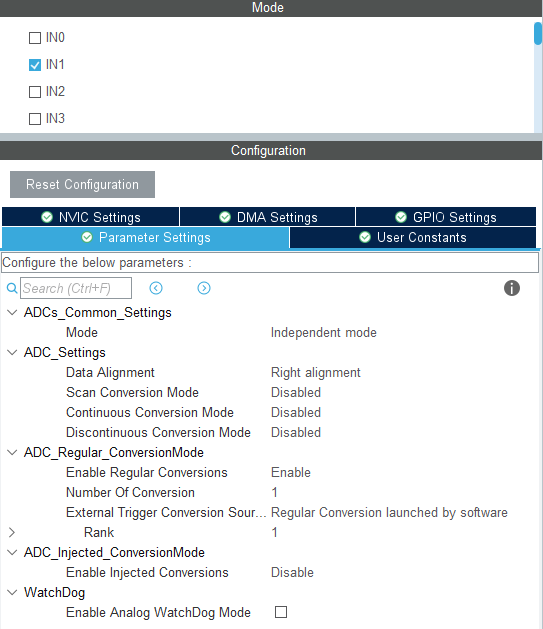 Mode
IN0
IN1
IN2
IN3
Configuration
Reset Configuration
NVIC Settings DMA Settings GPIO Settings
Parameter Settings User Constants
Configure the below parameters :
Search (Ctrl+F)
ADCs_Common_Settings
Mode Independent mode
ADC_Settings
Data Alignment Right alignment
Scan Conversion Mode Disabled
Continuous Conversion Mode Disabled
Discontinuous Conversion Mode Disabled
ADC_Regular_ConversionMode
Enable Regular Conversions Enable
Number Of Conversion 1
External Trigger Conversion Sour... Regular Conversion launched by software
Rank 1
ADC_Injected_ConversionMode
Enable Injected Conversions Disable
WatchDog
Enable Analog WatchDog Mode